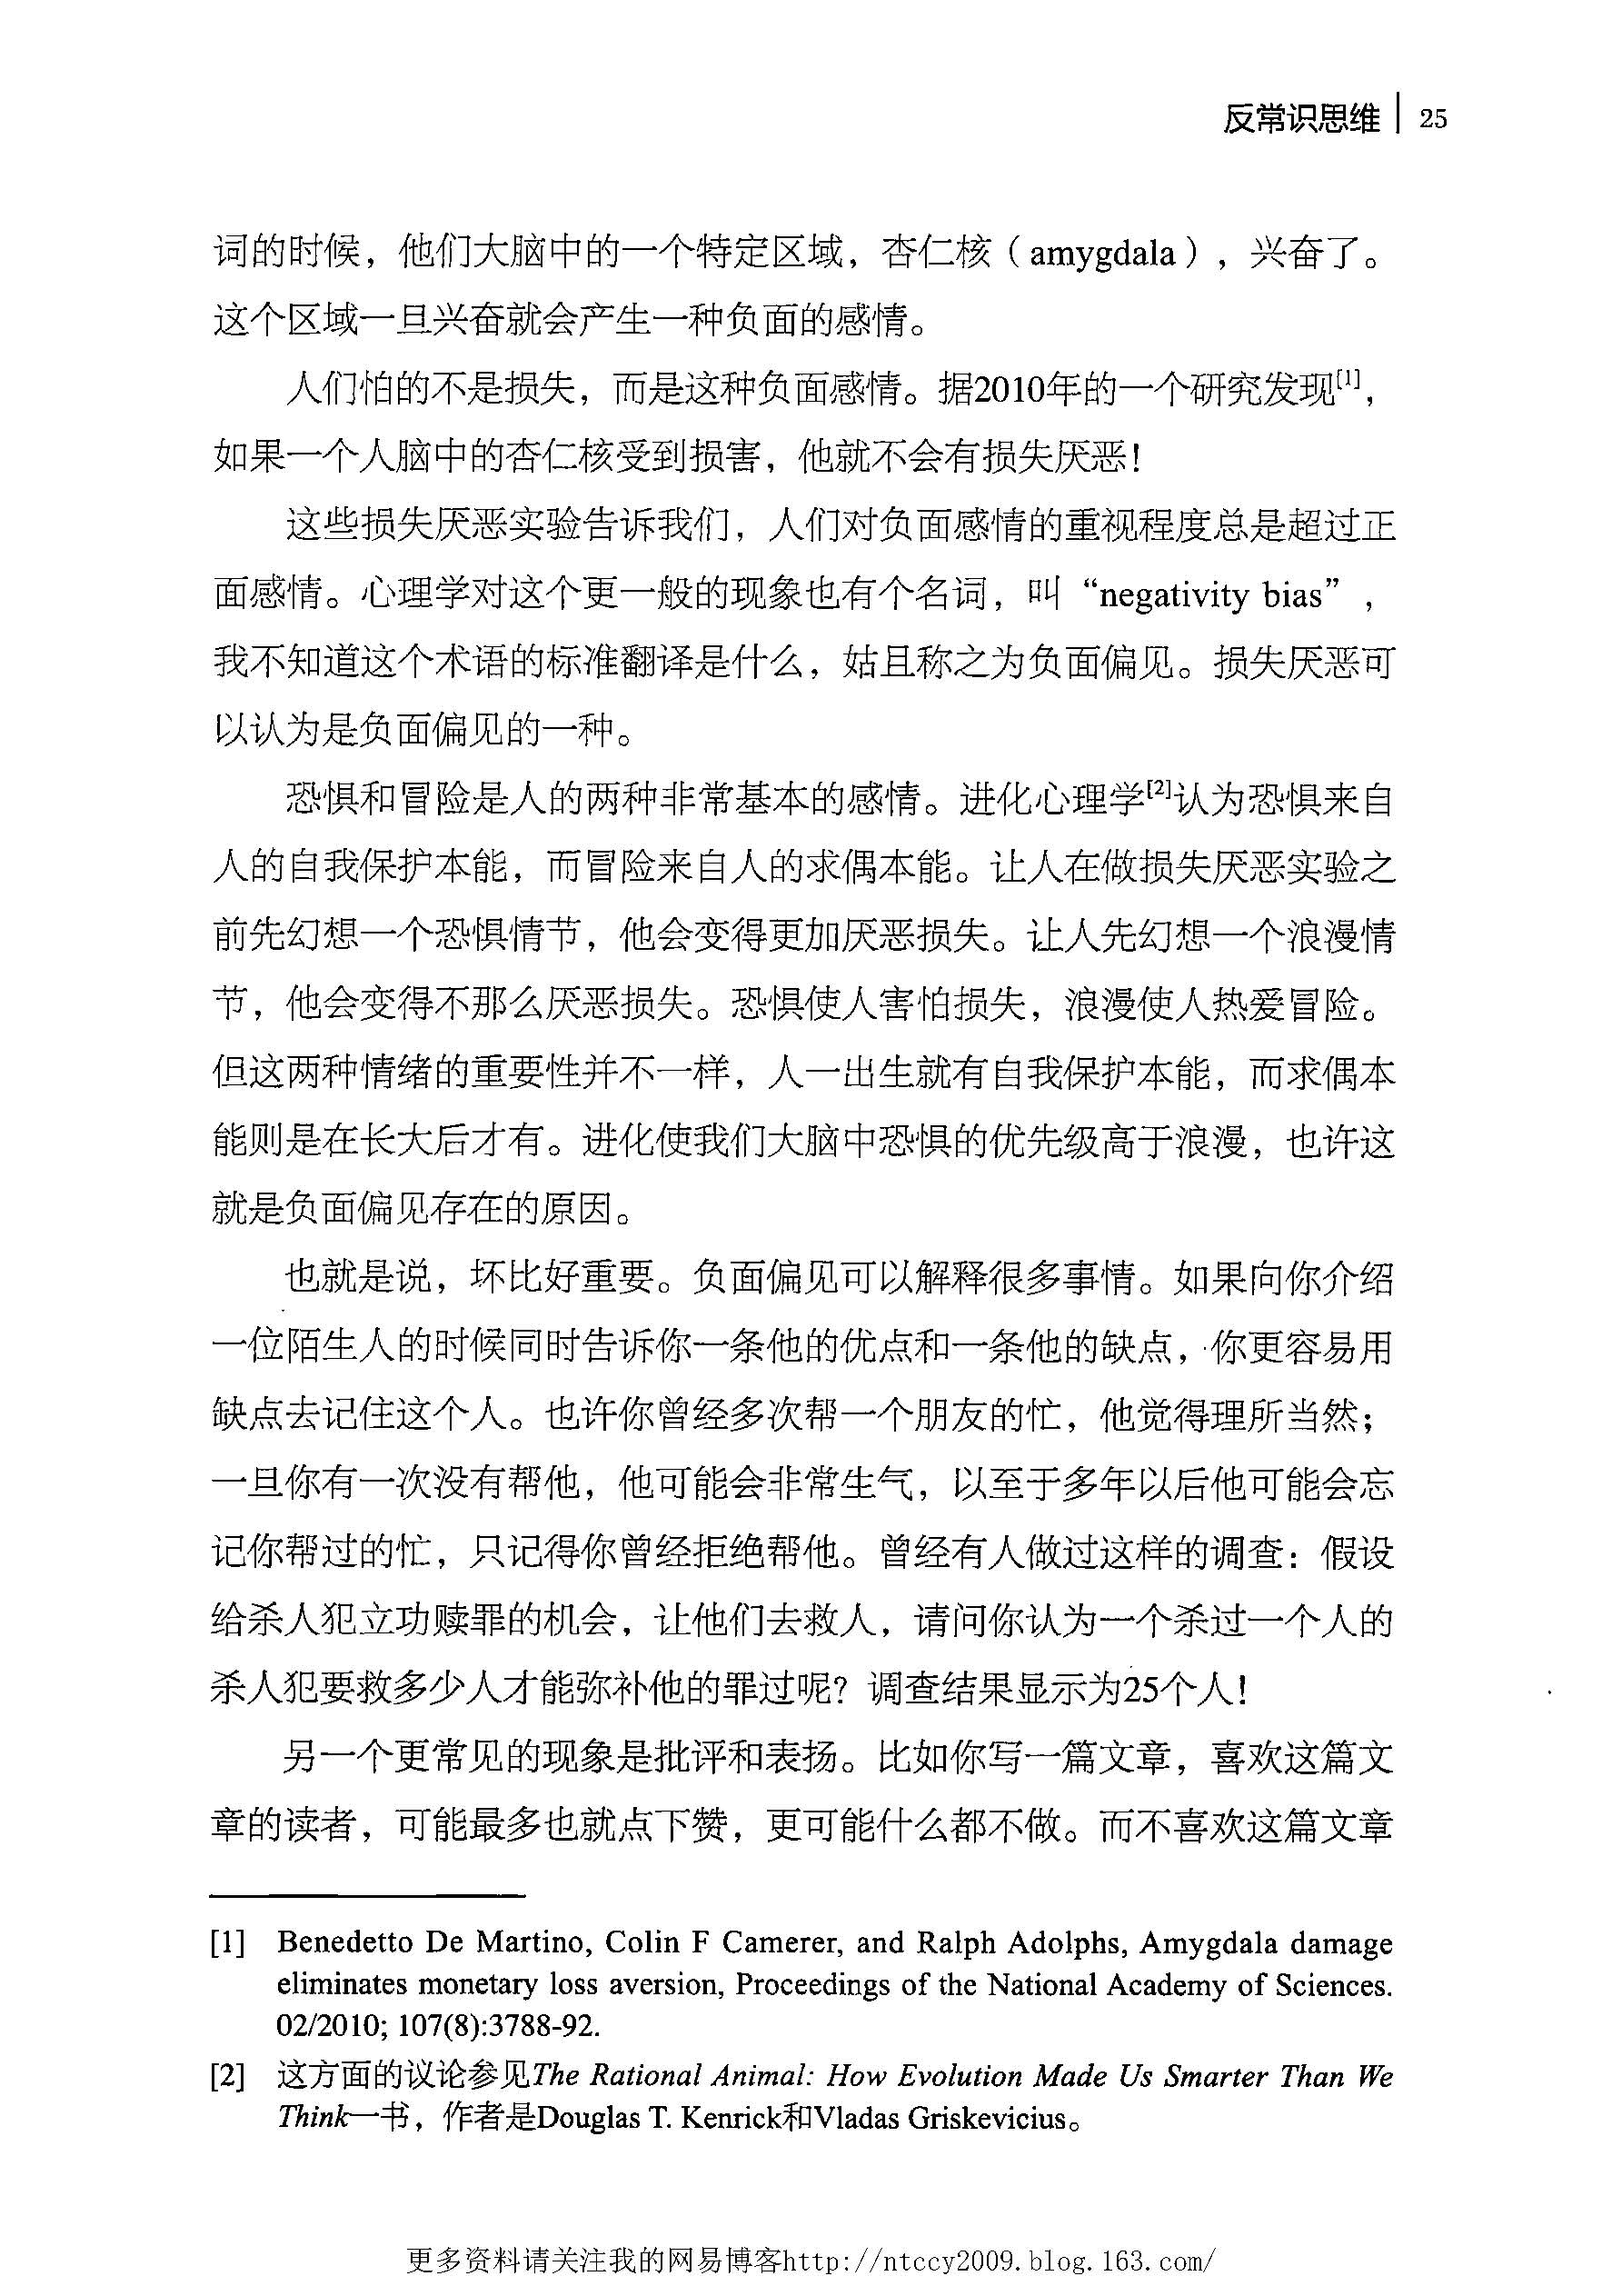 反常识思维 | 25
词的时候，他们大脑中的一个特定区域，杏仁核（amygdala），兴奋了。
这个区域一旦兴奋就会产生一种负面的感情。
人们怕的不是损失，而是这种负面感情。据2010年的一个研究发现[1]，
如果一个人脑中的杏仁核受到损害，他就不会有损失厌恶！
这些损失厌恶实验告诉我们，人们对负面感情的重视程度总是超过正
面感情。心理学对这个更一般的现象也有个名词，叫“negativity bias”，
我不知道这个术语的标准翻译是什么，姑且称之为负面偏见。损失厌恶可
以认为是负面偏见的一种。
恐惧和冒险是人的两种非常基本的感情。进化心理学[2]认为恐惧来自
人的自我保护本能，而冒险来自人的求偶本能。让人在做损失厌恶实验之
前先幻想一个恐惧情节，他会变得更加厌恶损失。让人先幻想一个浪漫情
节，他会变得不那么厌恶损失。恐惧使人害怕损失，浪漫使人热爱冒险。
但这两种情绪的重要性并不一样，人一出生就有自我保护本能，而求偶本
能则是在长大后才有。进化使我们大脑中恐惧的优先级高于浪漫，也许这
就是负面偏见存在的原因。
也就是说，坏比好重要。负面偏见可以解释很多事情。如果向你介绍
一位陌生人的时候同时告诉你一条他的优点和一条他的缺点，你更容易用
缺点去记住这个人。也许你曾经多次帮一个朋友的忙，他觉得理所当然；
一旦你有一次没有帮他，他可能会非常生气，以至于多年以后他可能会忘
记你帮过的忙，只记得你曾经拒绝帮他。曾经有人做过这样的调查：假设
给杀人犯立功赎罪的机会，让他们去救人，请问你认为一个杀过一个人的
杀人犯要救多少人才能弥补他的罪过呢？调查结果显示为25个人！
另一个更常见的现象是批评和表扬。比如你写一篇文章，喜欢这篇文
章的读者，可能最多也就点下赞，更可能什么都不做。而不喜欢这篇文章
[1] Benedetto De Martino, Colin F Camerer, and Ralph Adolphs, Amygdala damage
eliminates monetary loss aversion, Proceedings of the National Academy of Sciences.
02/2010; 107(8):3788-92.
[2] 这方面的议论参见The Rational Animal: How Evolution Made Us Smarter Than We
Think一书，作者是Douglas T. Kenrick和Vladas Griskevicius。
更多资料请关注我的网易博客http://ntccy2009.blog.163.com/